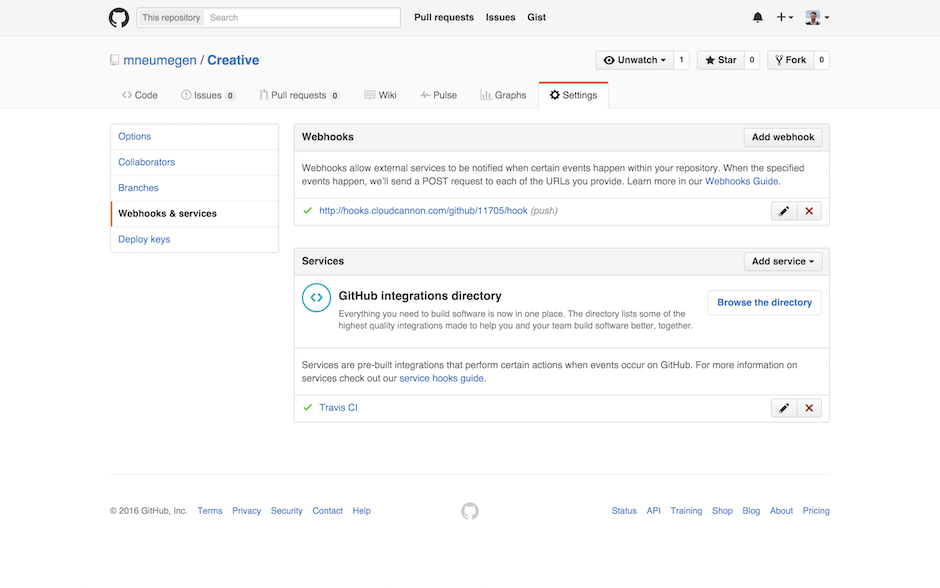 This repository Search Pull requests Issues Gist
mneumegen / Creative Unwatch 1 Star 0 Fork 0
Code Issues 0 Pull requests 0 Wiki Pulse Graphs Settings
Options
Collaborators
Branches
Webhooks & services
Deploy keys
Webhooks Add webhook
Webhooks allow external services to be notified when certain events happen within your repository. When the specified
events happen, we'll send a POST request to each of the URLs you provide. Learn more in our Webhooks Guide.
http://hooks.cloudcannon.com/github/11705/hook (push)
Services Add service
GitHub integrations directory
Everything you need to build software is now in one place. The directory lists some of the
highest quality integrations made to help you and your team build software better, together.
Browse the directory
Services are pre-built integrations that perform certain actions when events occur on GitHub. For more information on
services check out our service hooks guide.
Travis CI
© 2016 GitHub, Inc. Terms Privacy Security Contact Help Status API Training Shop Blog About Pricing